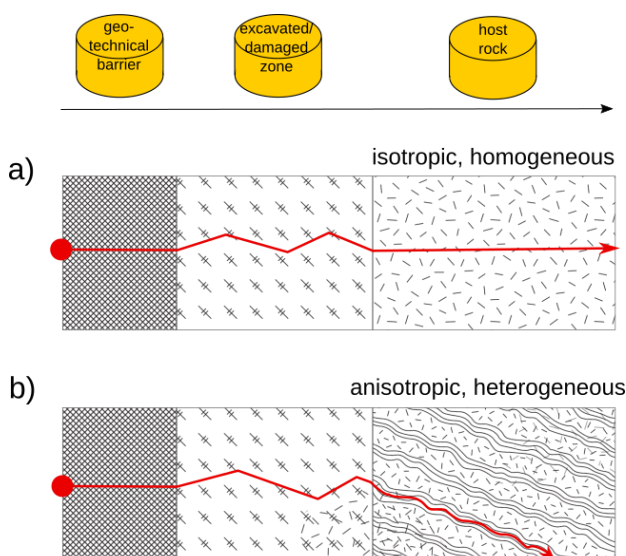 geo-
technical
barrier
excavated/
damaged
zone
host
rock
a)
isotropic, homogeneous
b)
anisotropic, heterogeneous